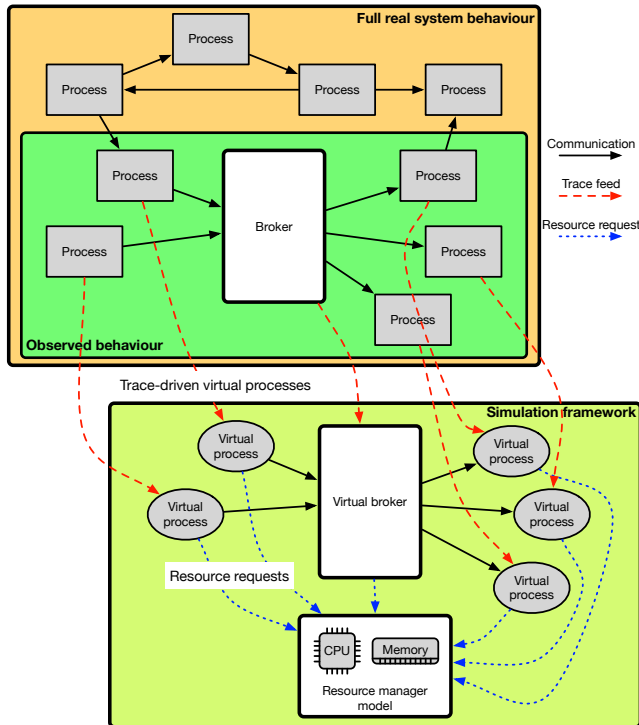 Full real system behaviour
Process
Process
Process
Process
Communication
Process
Process
Trace feed
Broker
Process
Process
Resource request
Process
Observed behaviour
Trace-driven virtual processes
Simulation framework
Virtual
process
Virtual
process
Virtual
process
Virtual broker
Virtual
process
Resource requests
Virtual
process
CPU
Memory
Resource manager
model